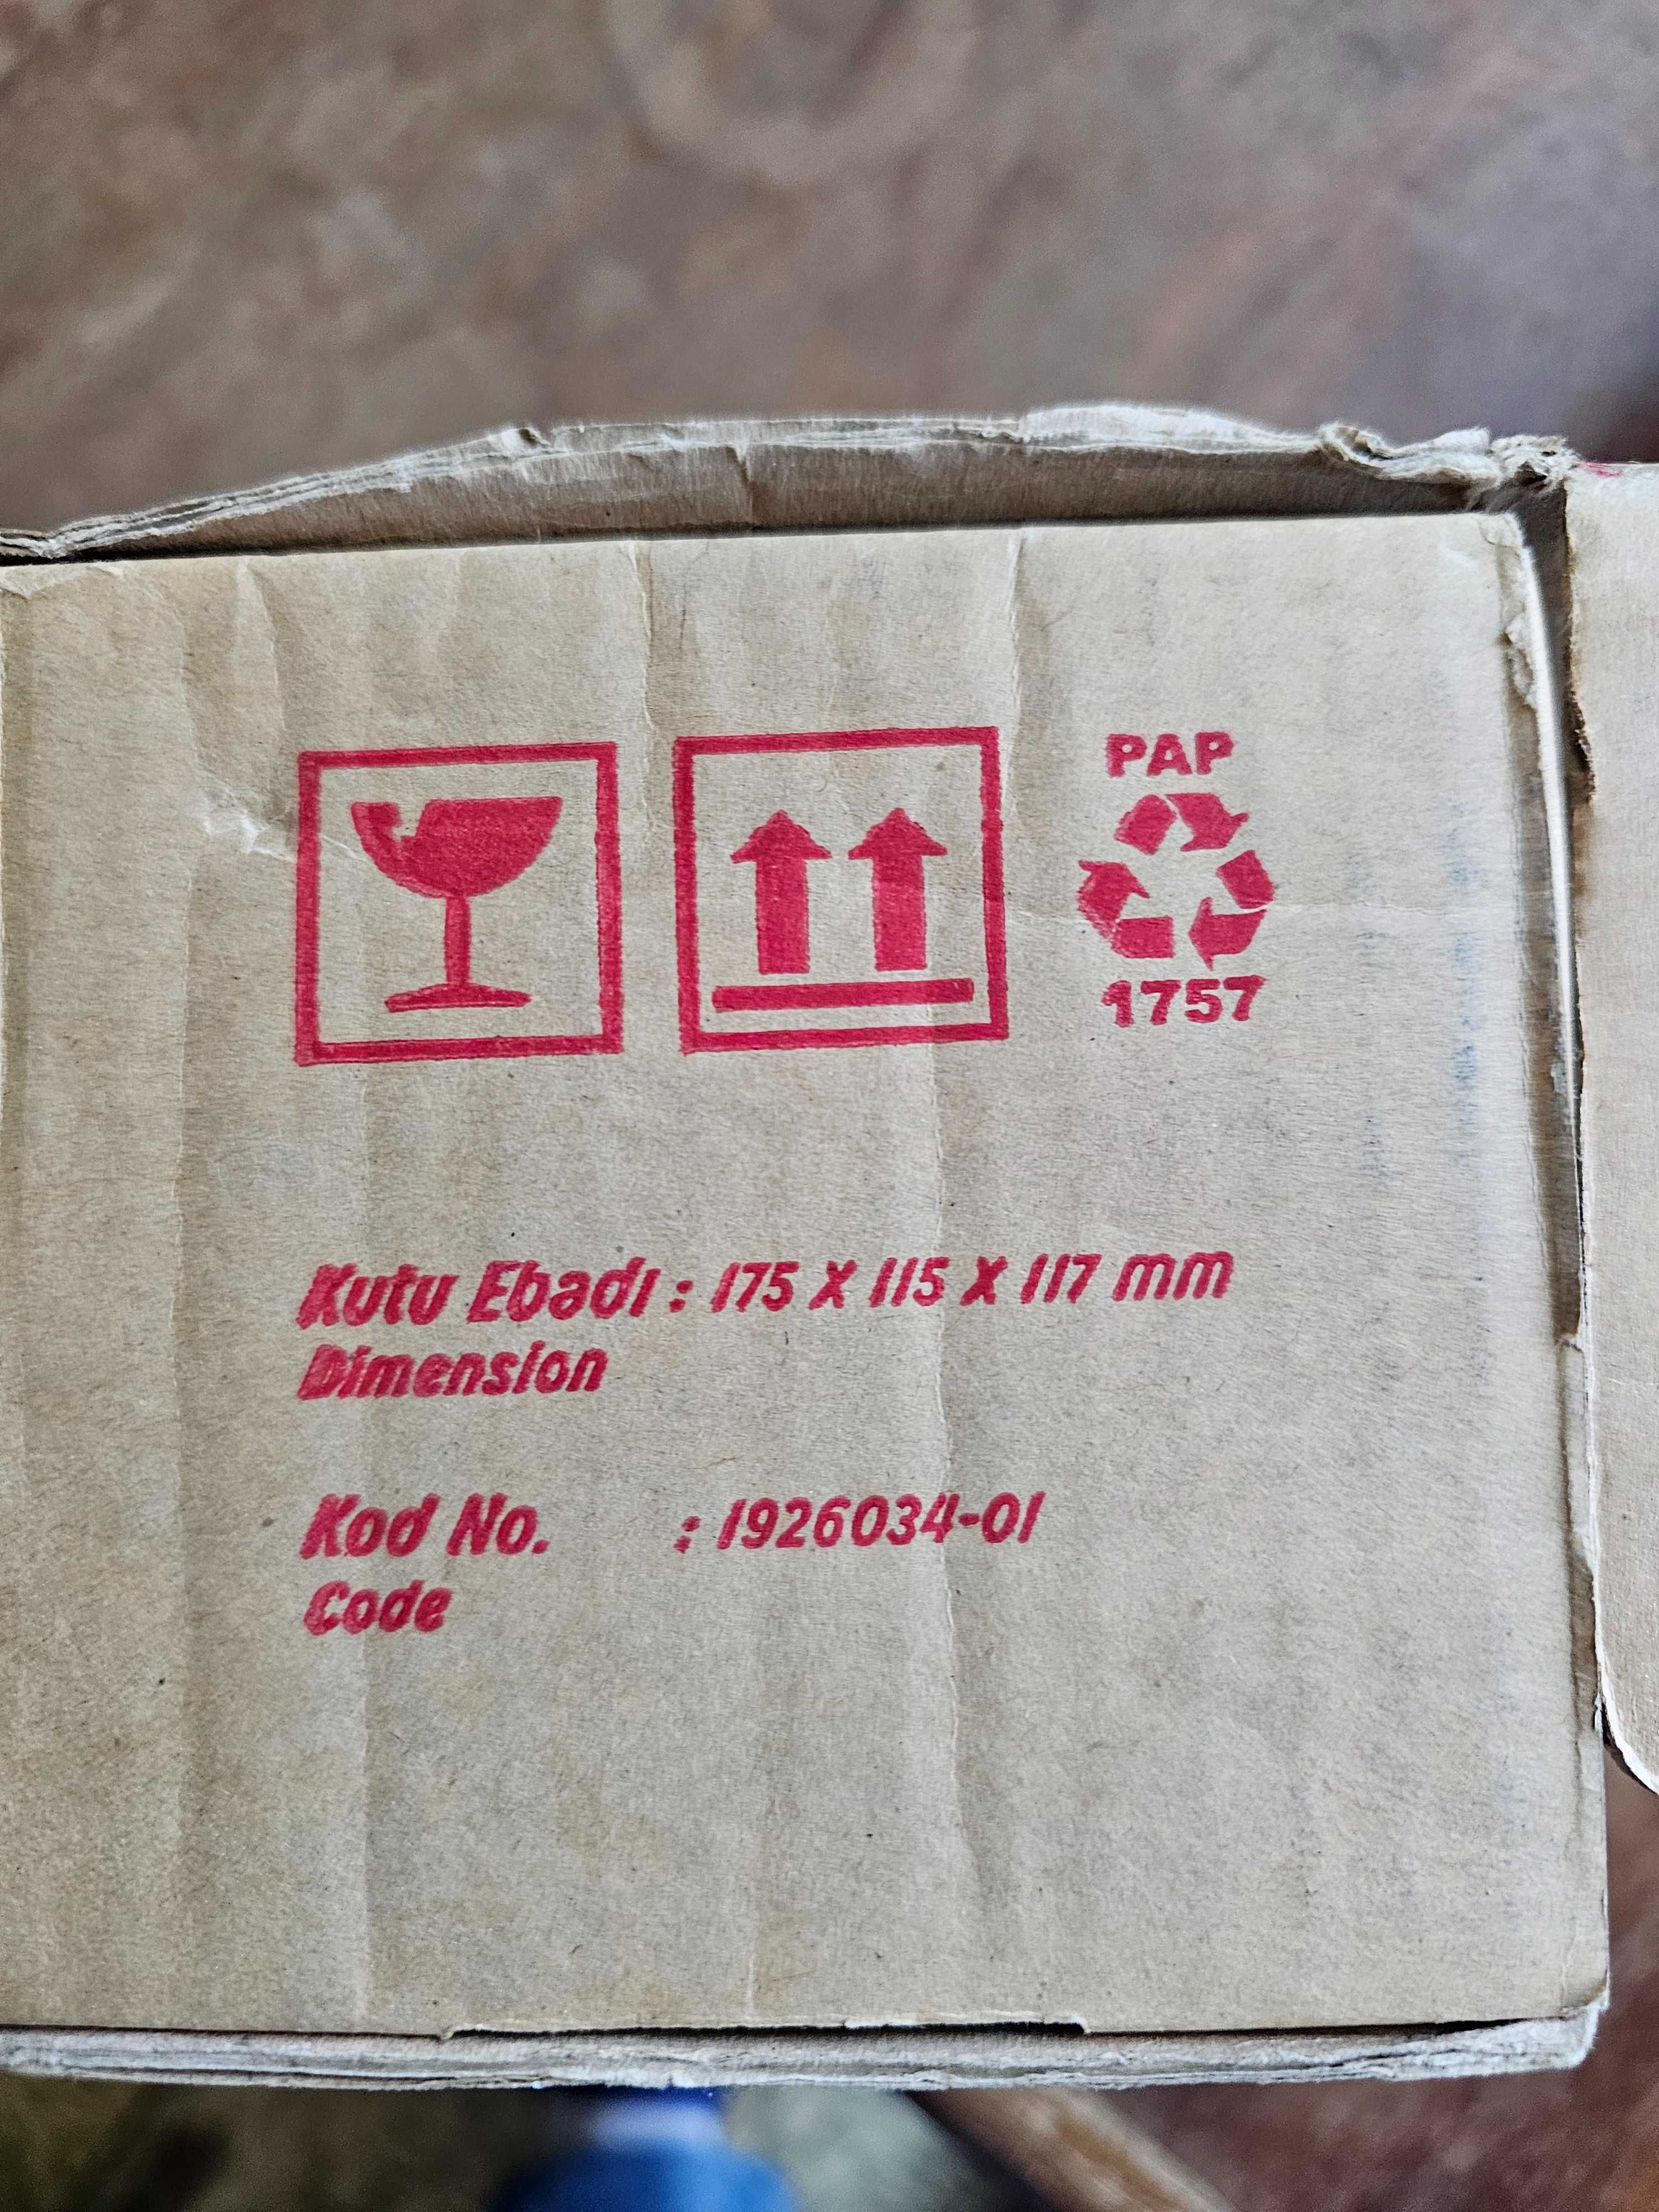 PAP
1757
Kutu Ebadı : 175 X 115 X 117 mm
Dimension
Kod No. : 1926034-01
Code